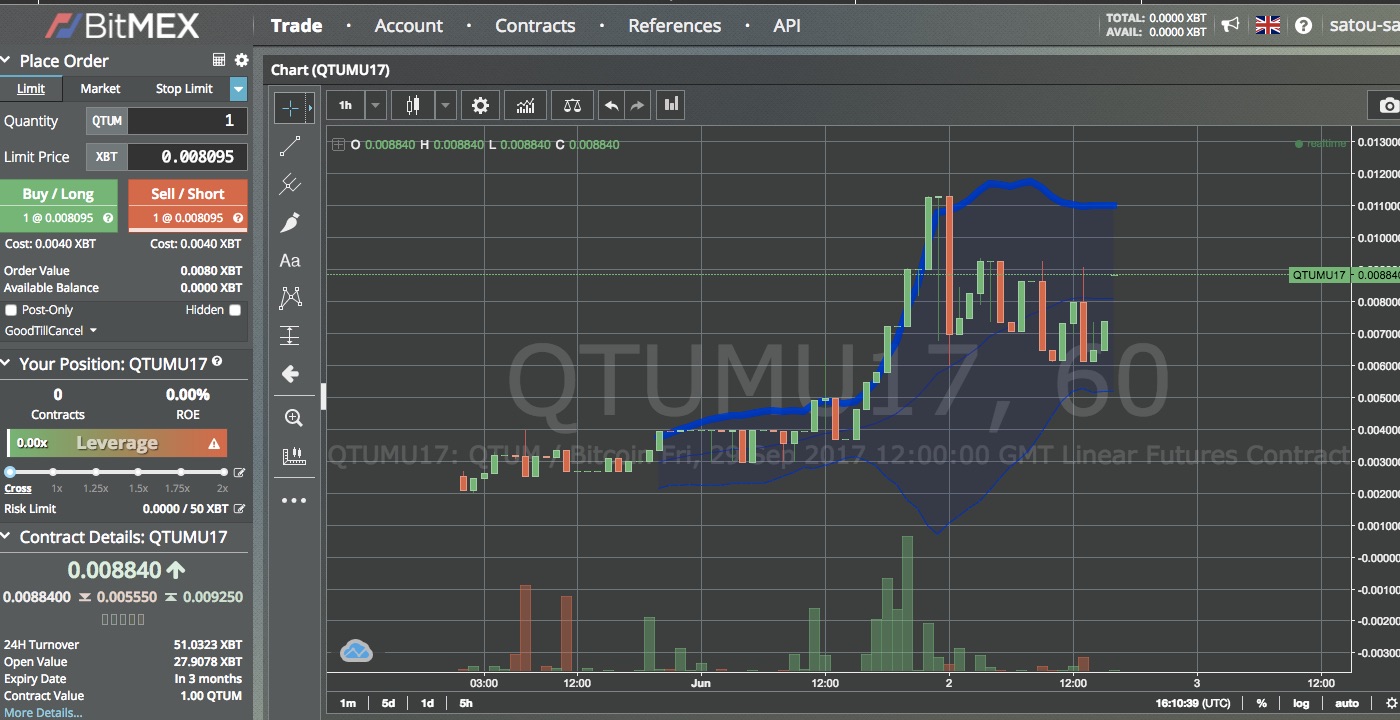 BitMEX
Trade • Account • Contracts • References • API
TOTAL: 0.0000 XBT
AVAIL: 0.0000 XBT
satou-sa
Place Order
Limit Market Stop Limit
Quantity QTUM 1
Limit Price XBT 0.008095
Buy / Long Sell / Short
1 @ 0.008095 1 @ 0.008095
Cost: 0.0040 XBT Cost: 0.0040 XBT
Order Value 0.0080 XBT
Available Balance 0.0000 XBT
Post-Only Hidden
GoodTillCancel
Your Position: QTUMU17
0 0.00%
Contracts ROE
0.00x Leverage
Cross 1x 1.25x 1.5x 1.75x 2x
Risk Limit 0.0000 / 50 XBT
Contract Details: QTUMU17
0.008840
0.0088400 0.005550 0.009250
24H Turnover 51.0323 XBT
Open Value 27.9078 XBT
Expiry Date In 3 months
Contract Value 1.00 QTUM
More Details...
Chart (QTUMU17)
1h
Aa
O 0.008840 H 0.008840 L 0.008840 C 0.008840
realtime
QTUMU17, 60
QTUMU17: QTUM / Bitcoin Fri, 29 Sep 2017 12:00:00 GMT Linear Futures Contract
0.01300
0.01200
0.01100
0.01000
QTUMU17 0.00884
0.00800
0.00700
0.00600
0.00500
0.00400
0.00300
0.00200
0.00100
-0.0000
-0.0010
-0.0020
-0.0030
03:00 12:00 Jun 12:00 2 12:00 3 12:00
1m 5d 1d 5h
16:10:39 (UTC) % log auto